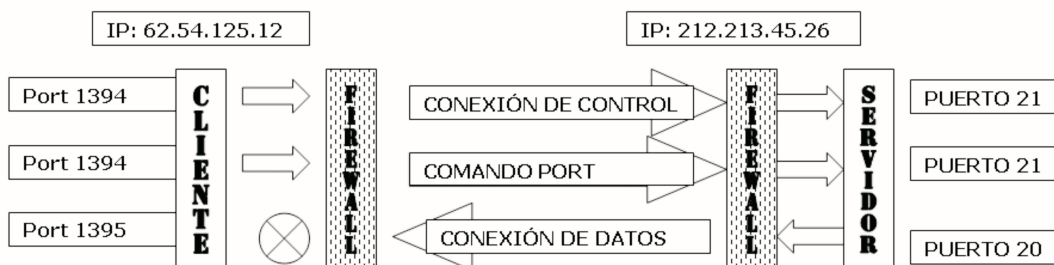 IP: 62.54.125.12
IP: 212.213.45.26
Port 1394
CLIENTE
FIREWALL
CONEXIÓN DE CONTROL
FIREWALL
SERVIDOR
PUERTO 21
Port 1394
COMANDO PORT
PUERTO 21
Port 1395
CONEXIÓN DE DATOS
PUERTO 20